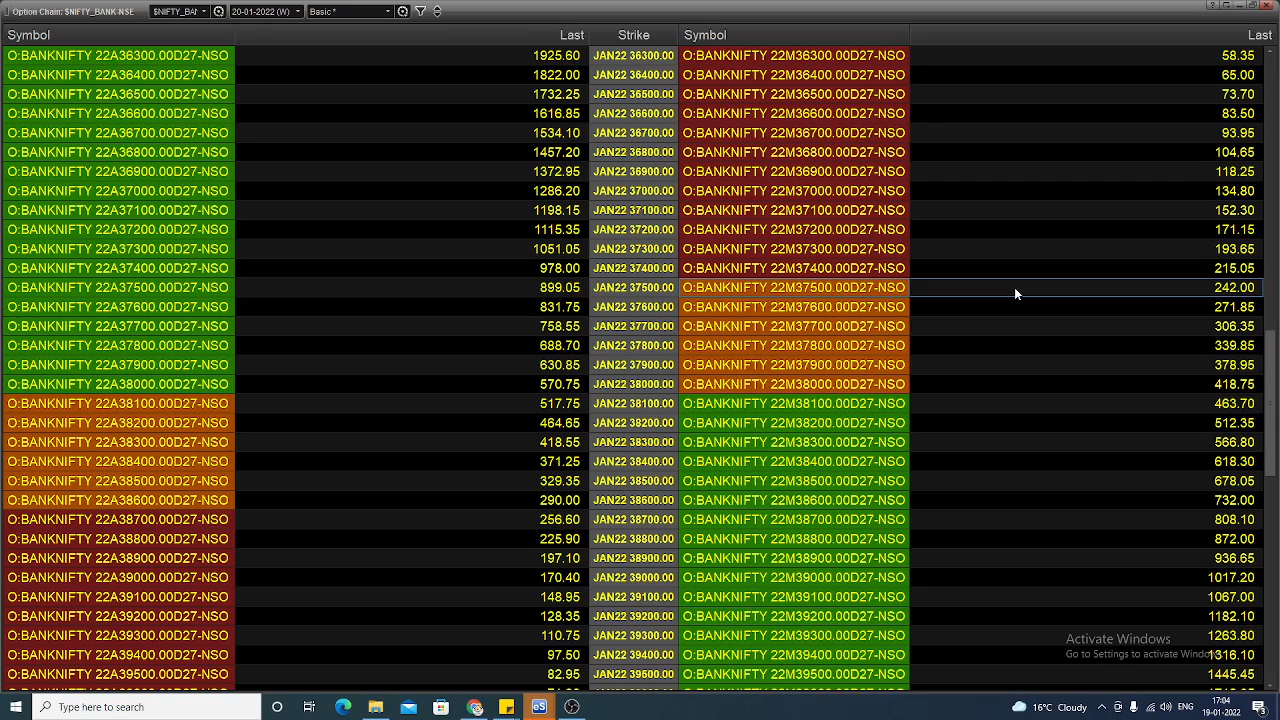 Option Chain: $NIFTY_BANK-NSE $NIFTY_BAI 20-01-2022 (W) Basic *
Symbol Last Strike Symbol Last
O:BANKNIFTY 22A36300.00D27-NSO 1925.60 JAN22 36300.00 O:BANKNIFTY 22M36300.00D27-NSO 58.35
O:BANKNIFTY 22A36400.00D27-NSO 1822.00 JAN22 36400.00 O:BANKNIFTY 22M36400.00D27-NSO 65.00
O:BANKNIFTY 22A36500.00D27-NSO 1732.25 JAN22 36500.00 O:BANKNIFTY 22M36500.00D27-NSO 73.70
O:BANKNIFTY 22A36600.00D27-NSO 1616.85 JAN22 36600.00 O:BANKNIFTY 22M36600.00D27-NSO 83.50
O:BANKNIFTY 22A36700.00D27-NSO 1534.10 JAN22 36700.00 O:BANKNIFTY 22M36700.00D27-NSO 93.95
O:BANKNIFTY 22A36800.00D27-NSO 1457.20 JAN22 36800.00 O:BANKNIFTY 22M36800.00D27-NSO 104.65
O:BANKNIFTY 22A36900.00D27-NSO 1372.95 JAN22 36900.00 O:BANKNIFTY 22M36900.00D27-NSO 118.25
O:BANKNIFTY 22A37000.00D27-NSO 1286.20 JAN22 37000.00 O:BANKNIFTY 22M37000.00D27-NSO 134.80
O:BANKNIFTY 22A37100.00D27-NSO 1198.15 JAN22 37100.00 O:BANKNIFTY 22M37100.00D27-NSO 152.30
O:BANKNIFTY 22A37200.00D27-NSO 1115.35 JAN22 37200.00 O:BANKNIFTY 22M37200.00D27-NSO 171.15
O:BANKNIFTY 22A37300.00D27-NSO 1051.05 JAN22 37300.00 O:BANKNIFTY 22M37300.00D27-NSO 193.65
O:BANKNIFTY 22A37400.00D27-NSO 978.00 JAN22 37400.00 O:BANKNIFTY 22M37400.00D27-NSO 215.05
O:BANKNIFTY 22A37500.00D27-NSO 899.05 JAN22 37500.00 O:BANKNIFTY 22M37500.00D27-NSO 242.00
O:BANKNIFTY 22A37600.00D27-NSO 831.75 JAN22 37600.00 O:BANKNIFTY 22M37600.00D27-NSO 271.85
O:BANKNIFTY 22A37700.00D27-NSO 758.55 JAN22 37700.00 O:BANKNIFTY 22M37700.00D27-NSO 306.35
O:BANKNIFTY 22A37800.00D27-NSO 688.70 JAN22 37800.00 O:BANKNIFTY 22M37800.00D27-NSO 339.85
O:BANKNIFTY 22A37900.00D27-NSO 630.85 JAN22 37900.00 O:BANKNIFTY 22M37900.00D27-NSO 378.95
O:BANKNIFTY 22A38000.00D27-NSO 570.75 JAN22 38000.00 O:BANKNIFTY 22M38000.00D27-NSO 418.75
O:BANKNIFTY 22A38100.00D27-NSO 517.75 JAN22 38100.00 O:BANKNIFTY 22M38100.00D27-NSO 463.70
O:BANKNIFTY 22A38200.00D27-NSO 464.65 JAN22 38200.00 O:BANKNIFTY 22M38200.00D27-NSO 512.35
O:BANKNIFTY 22A38300.00D27-NSO 418.55 JAN22 38300.00 O:BANKNIFTY 22M38300.00D27-NSO 566.80
O:BANKNIFTY 22A38400.00D27-NSO 371.25 JAN22 38400.00 O:BANKNIFTY 22M38400.00D27-NSO 618.30
O:BANKNIFTY 22A38500.00D27-NSO 329.35 JAN22 38500.00 O:BANKNIFTY 22M38500.00D27-NSO 678.05
O:BANKNIFTY 22A38600.00D27-NSO 290.00 JAN22 38600.00 O:BANKNIFTY 22M38600.00D27-NSO 732.00
O:BANKNIFTY 22A38700.00D27-NSO 256.60 JAN22 38700.00 O:BANKNIFTY 22M38700.00D27-NSO 808.10
O:BANKNIFTY 22A38800.00D27-NSO 225.90 JAN22 38800.00 O:BANKNIFTY 22M38800.00D27-NSO 872.00
O:BANKNIFTY 22A38900.00D27-NSO 197.10 JAN22 38900.00 O:BANKNIFTY 22M38900.00D27-NSO 936.65
O:BANKNIFTY 22A39000.00D27-NSO 170.40 JAN22 39000.00 O:BANKNIFTY 22M39000.00D27-NSO 1017.20
O:BANKNIFTY 22A39100.00D27-NSO 148.95 JAN22 39100.00 O:BANKNIFTY 22M39100.00D27-NSO 1067.00
O:BANKNIFTY 22A39200.00D27-NSO 128.35 JAN22 39200.00 O:BANKNIFTY 22M39200.00D27-NSO 1182.10
O:BANKNIFTY 22A39300.00D27-NSO 110.75 JAN22 39300.00 O:BANKNIFTY 22M39300.00D27-NSO 1263.80
O:BANKNIFTY 22A39400.00D27-NSO 97.50 JAN22 39400.00 O:BANKNIFTY 22M39400.00D27-NSO 1316.10
O:BANKNIFTY 22A39500.00D27-NSO 82.95 JAN22 39500.00 O:BANKNIFTY 22M39500.00D27-NSO 1445.45
Activate Windows
Go to Settings to activate
Type here to search eS 16°C Cloudy ENG 17:04
19-01-2022 3